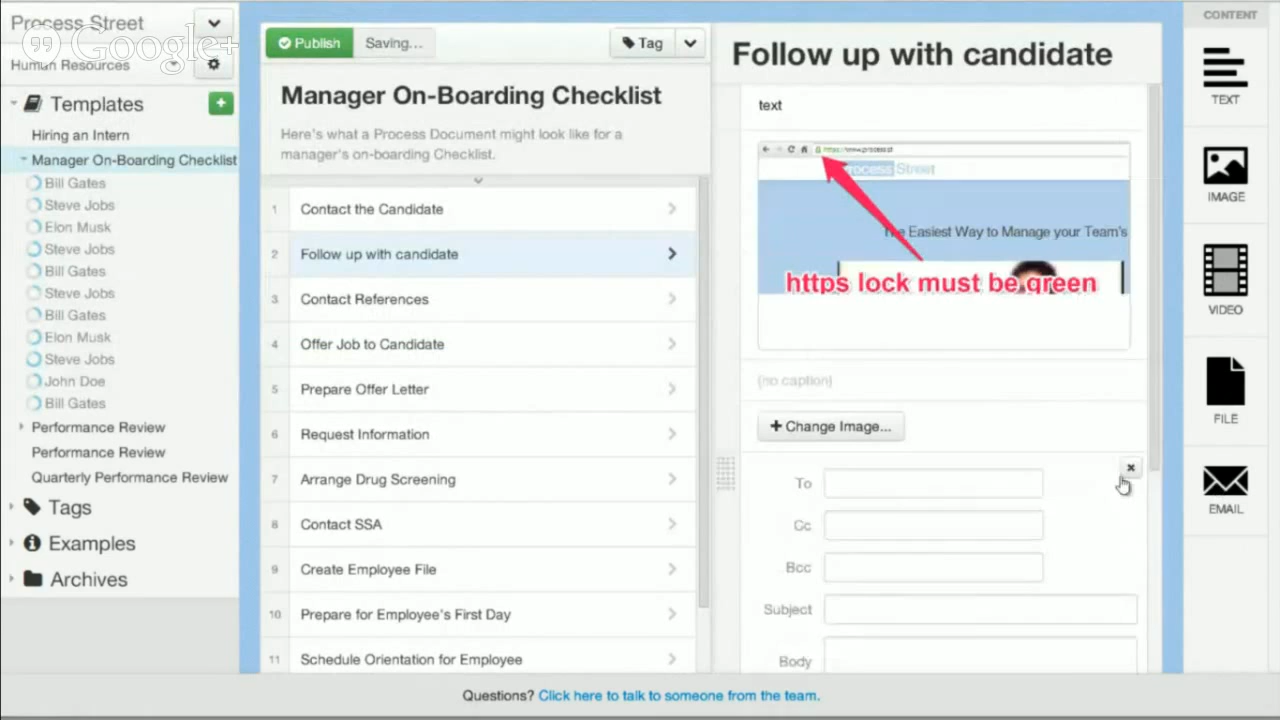 Process Street
Google+
Human Resources
Templates
Hiring an Intern
Manager On-Boarding Checklist
Bill Gates
Steve Jobs
Elon Musk
Steve Jobs
Bill Gates
Steve Jobs
Bill Gates
Elon Musk
Steve Jobs
John Doe
Bill Gates
Performance Review
Performance Review
Quarterly Performance Review
Tags
Examples
Archives
Publish
Saving...
Tag
Manager On-Boarding Checklist
Here's what a Process Document might look like for a
manager's on-boarding Checklist.
1 Contact the Candidate
2 Follow up with candidate
3 Contact References
4 Offer Job to Candidate
5 Prepare Offer Letter
6 Request Information
7 Arrange Drug Screening
8 Contact SSA
9 Create Employee File
10 Prepare for Employee's First Day
11 Schedule Orientation for Employee
Follow up with candidate
text
Process Street
The Easiest Way to Manage your Team's
https lock must be green
(no caption)
Change Image...
To
Cc
Bcc
Subject
Body
CONTENT
TEXT
IMAGE
VIDEO
FILE
EMAIL
Questions? Click here to talk to someone from the team.